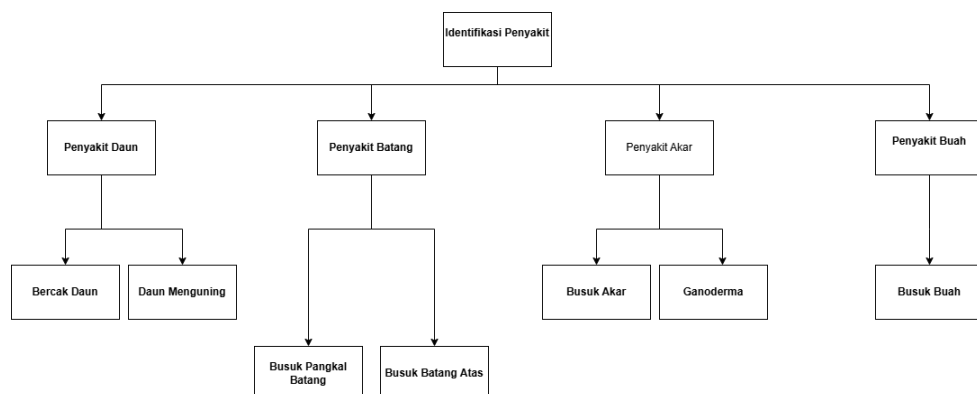 Identifikasi Penyakit
Penyakit Daun
Penyakit Batang
Penyakit Akar
Penyakit Buah
Bercak Daun
Daun Menguning
Busuk Akar
Ganoderma
Busuk Buah
Busuk Pangkal
Batang
Busuk Batang Atas